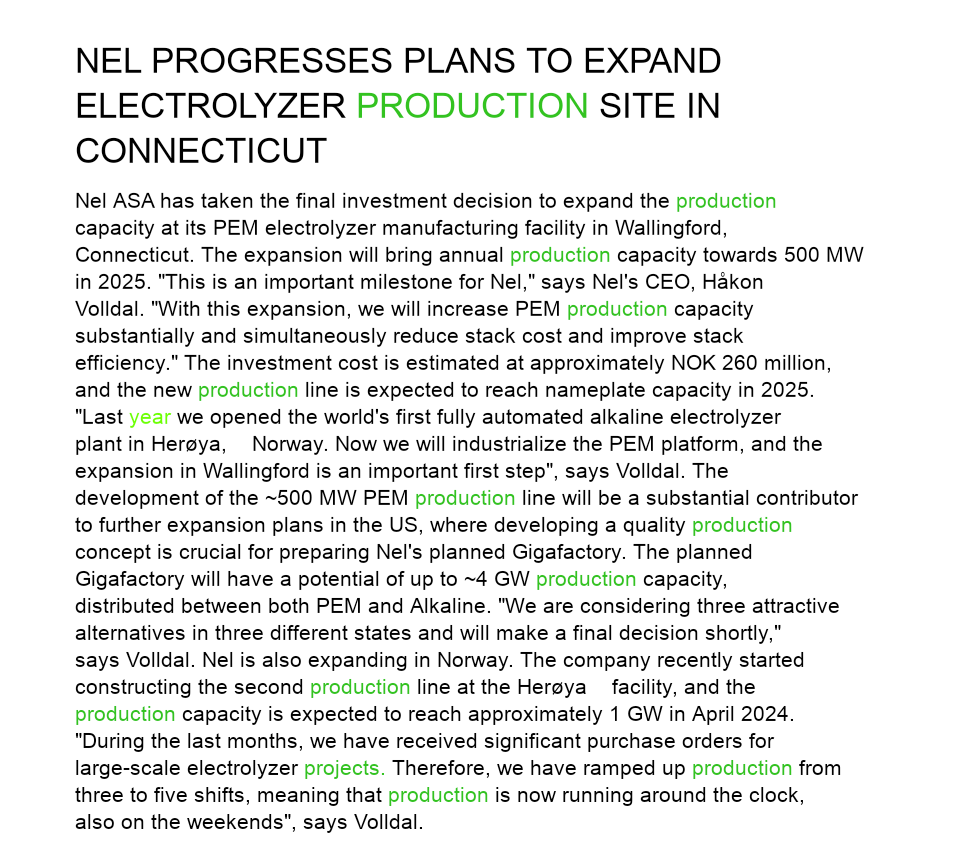 NEL PROGRESSES PLANS TO EXPAND
ELECTROLYZER PRODUCTION SITE IN
CONNECTICUT
Nel ASA has taken the final investment decision to expand the production
capacity at its PEM electrolyzer manufacturing facility in Wallingford,
Connecticut. The expansion will bring annual production capacity towards 500 MW
in 2025. "This is an important milestone for Nel," says Nel's CEO, Håkon
Volldal. "With this expansion, we will increase PEM production capacity
substantially and simultaneously reduce stack cost and improve stack
efficiency." The investment cost is estimated at approximately NOK 260 million,
and the new production line is expected to reach nameplate capacity in 2025.
"Last year we opened the world's first fully automated alkaline electrolyzer
plant in Herøya, Norway. Now we will industrialize the PEM platform, and the
expansion in Wallingford is an important first step", says Volldal. The
development of the ~500 MW PEM production line will be a substantial contributor
to further expansion plans in the US, where developing a quality production
concept is crucial for preparing Nel's planned Gigafactory. The planned
Gigafactory will have a potential of up to ~4 GW production capacity,
distributed between both PEM and Alkaline. "We are considering three attractive
alternatives in three different states and will make a final decision shortly,"
says Volldal. Nel is also expanding in Norway. The company recently started
constructing the second production line at the Herøya facility, and the
production capacity is expected to reach approximately 1 GW in April 2024.
"During the last months, we have received significant purchase orders for
large-scale electrolyzer projects. Therefore, we have ramped up production from
three to five shifts, meaning that production is now running around the clock,
also on the weekends", says Volldal.